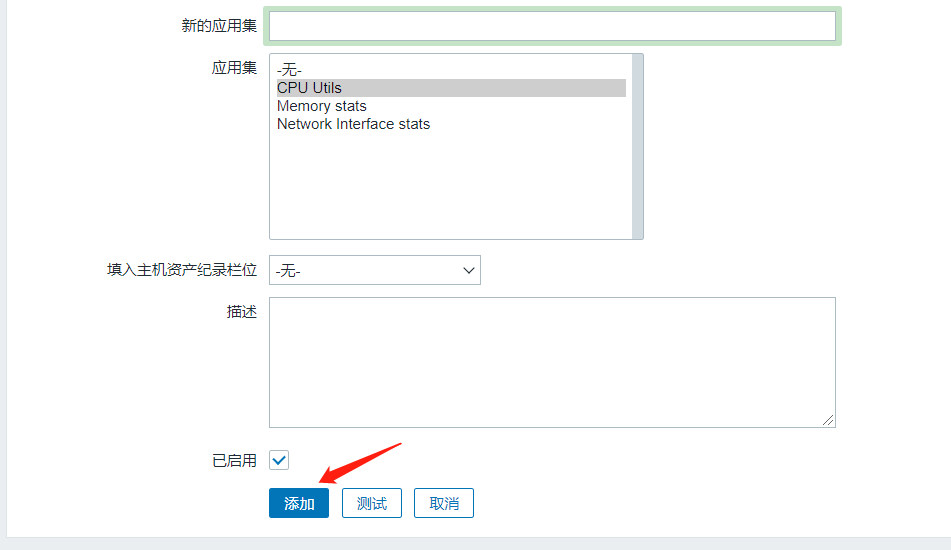 新的应用集
应用集
-无-
CPU Utils
Memory stats
Network Interface stats
填入主机资产纪录栏位 -无-
描述
已启用
添加 测试 取消